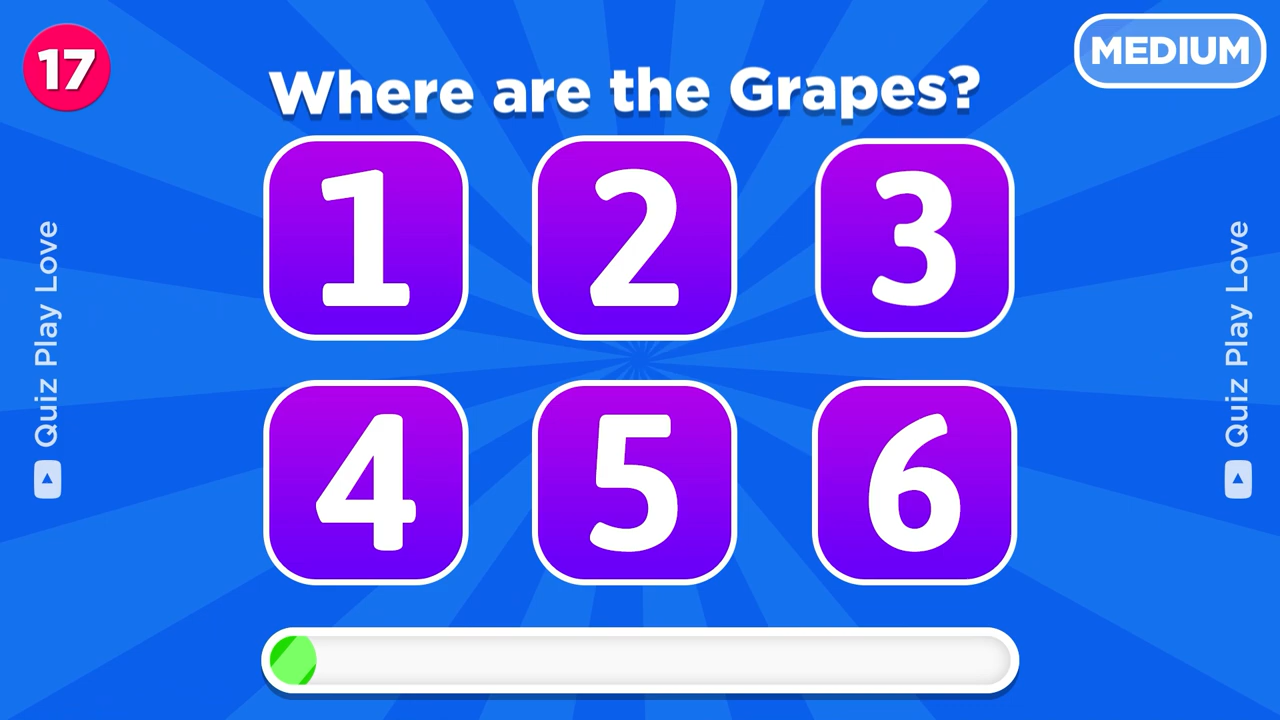 17
MEDIUM
Where are the Grapes?
1 2 3
4 5 6
Quiz Play Love
Quiz Play Love